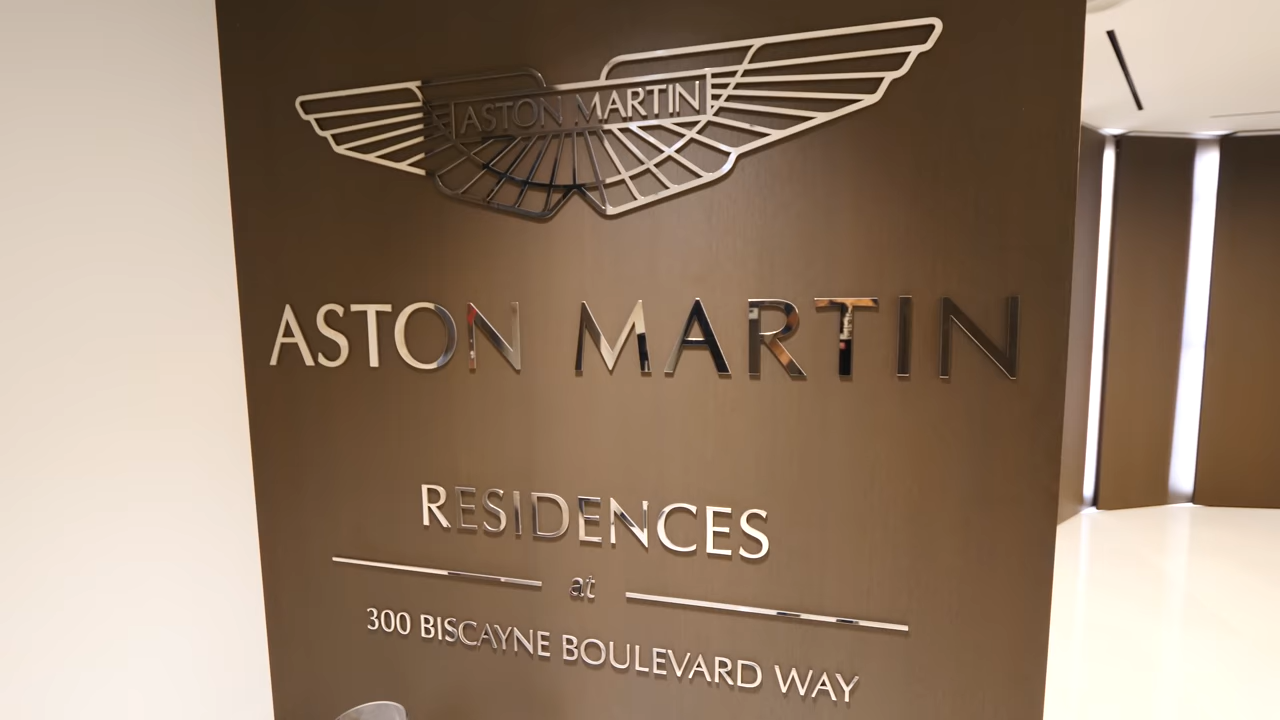 ASTON MARTIN
ASTON MARTIN
RESIDENCES
at
300 BISCAYNE BOULEVARD WAY